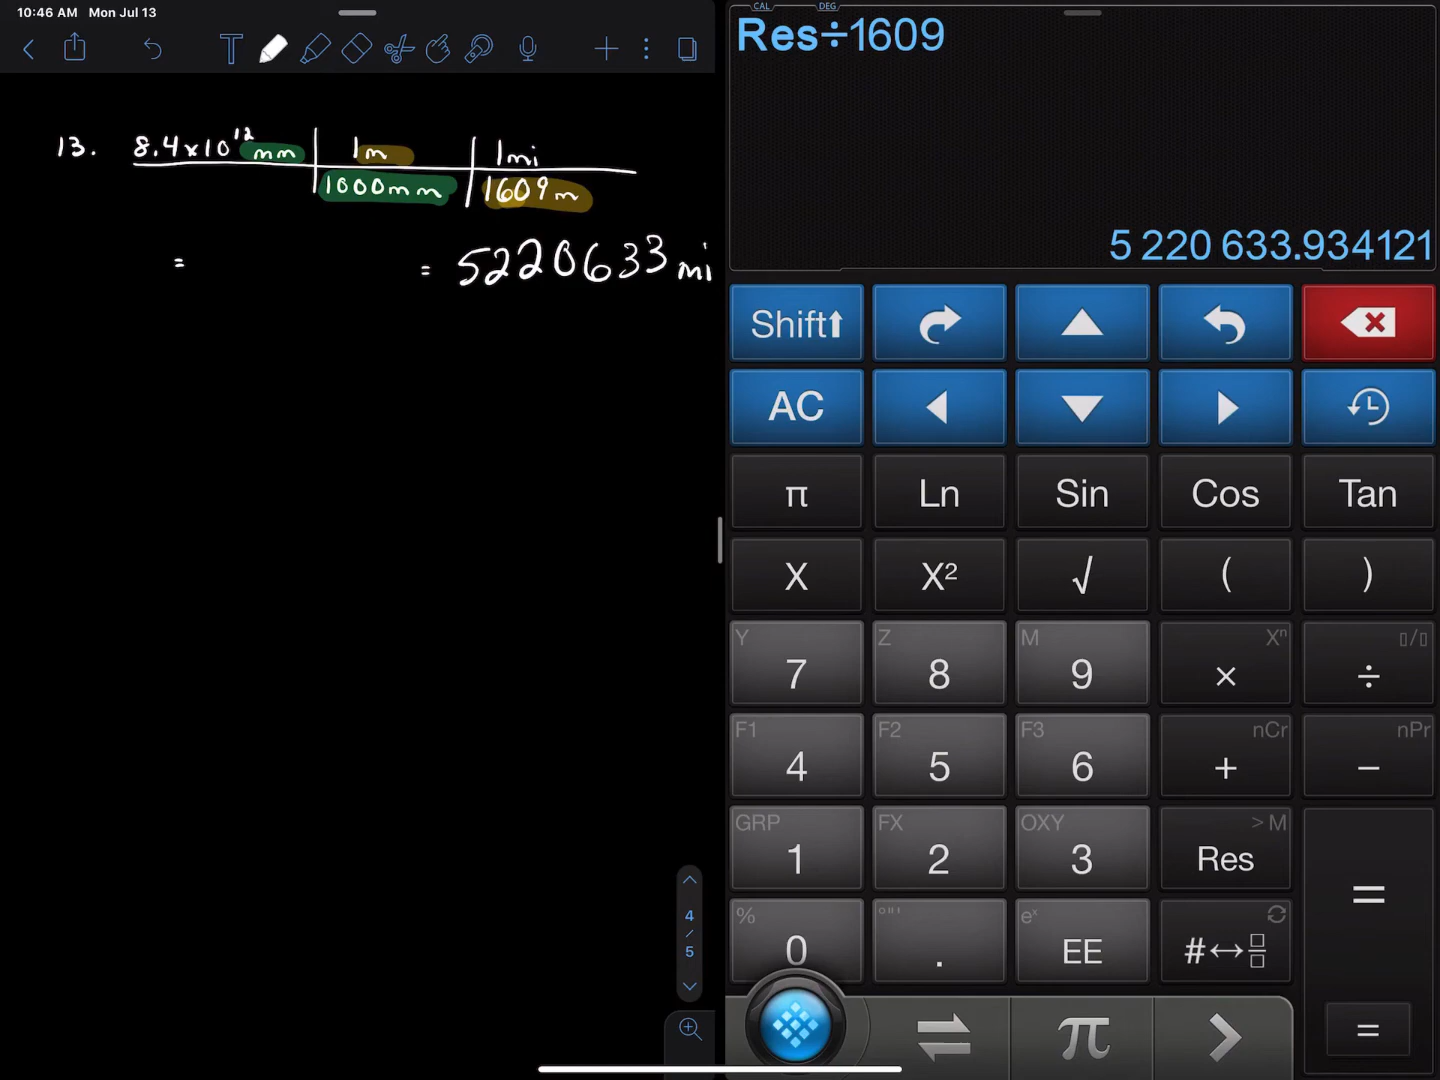 10:46 AM Mon Jul 13
T
13. 8.4x10¹² mm 1m 1mi
1000mm 1609m
= = 5220633 mi
4
/
5
CAL DEG
Res÷1609
5 220 633.934121
Shift
AC
π Ln Sin Cos Tan
X X² √ ( )
Y 7 Z 8 M 9 Xⁿ × ▯/▯ ÷
F1 4 F2 5 F3 6 nCr + nPr −
GRP 1 FX 2 OXY 3 > M Res =
% 0 °"' . eˣ EE #↔▯/▯ =
π